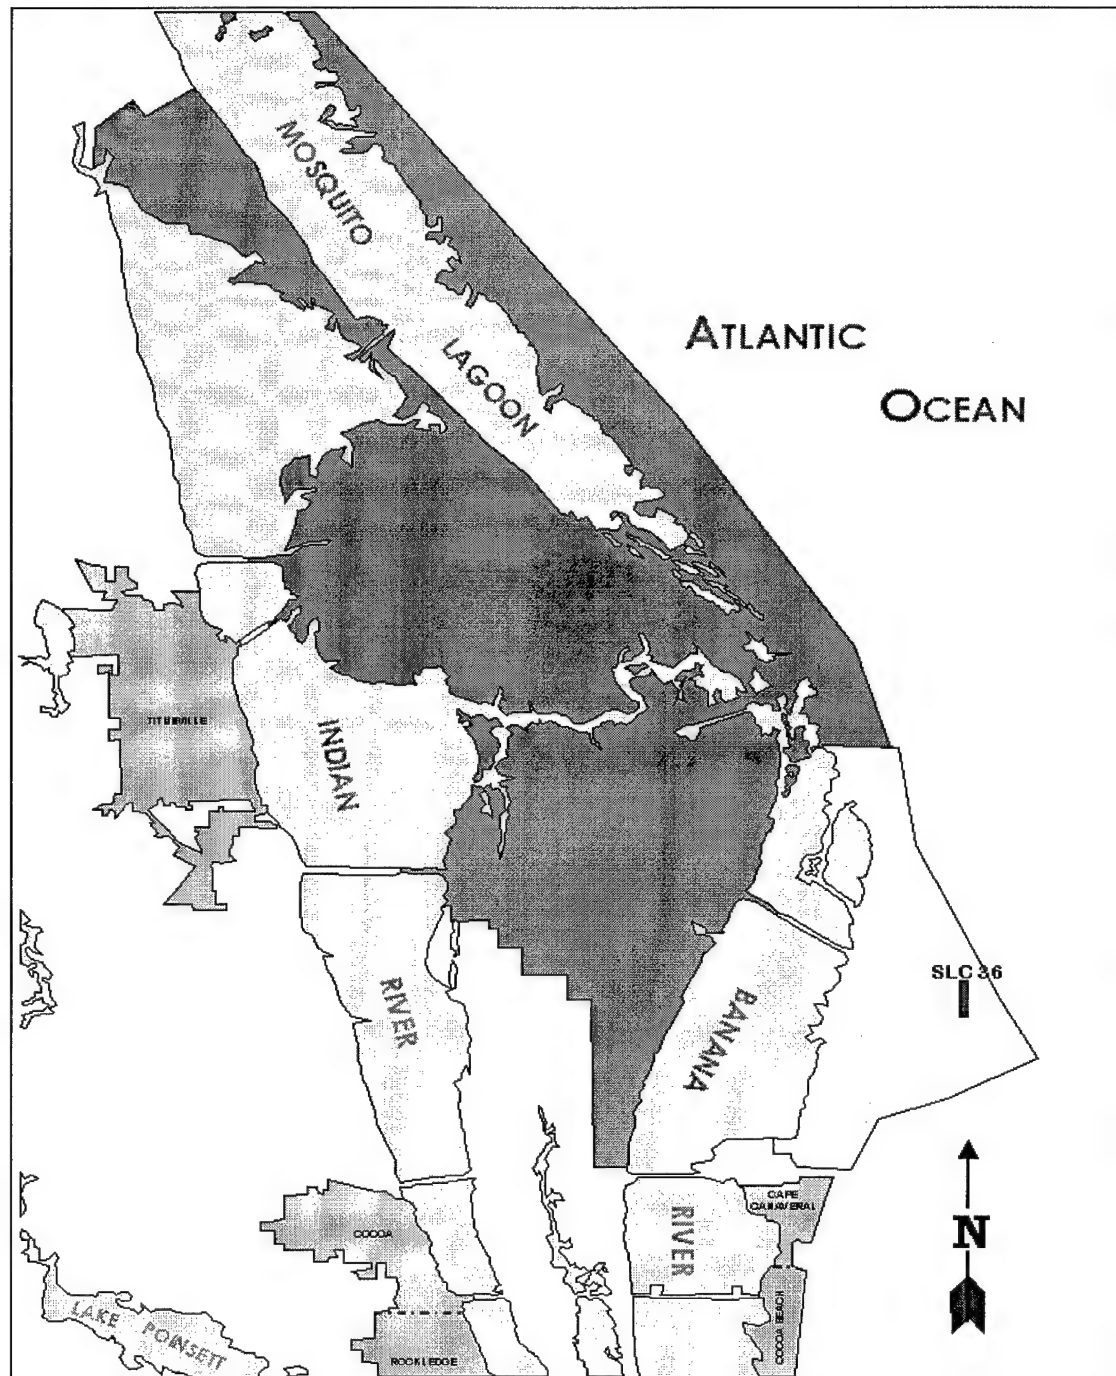 MOSQUITO
LAGOON
ATLANTIC
OCEAN
TITUSVILLE
INDIAN
RIVER
SLC 36
BANANA
RIVER
CAPE
CANAVERAL
COCOA
N
COCOA BEACH
LAKE POINSETT
ROCKLEDGE